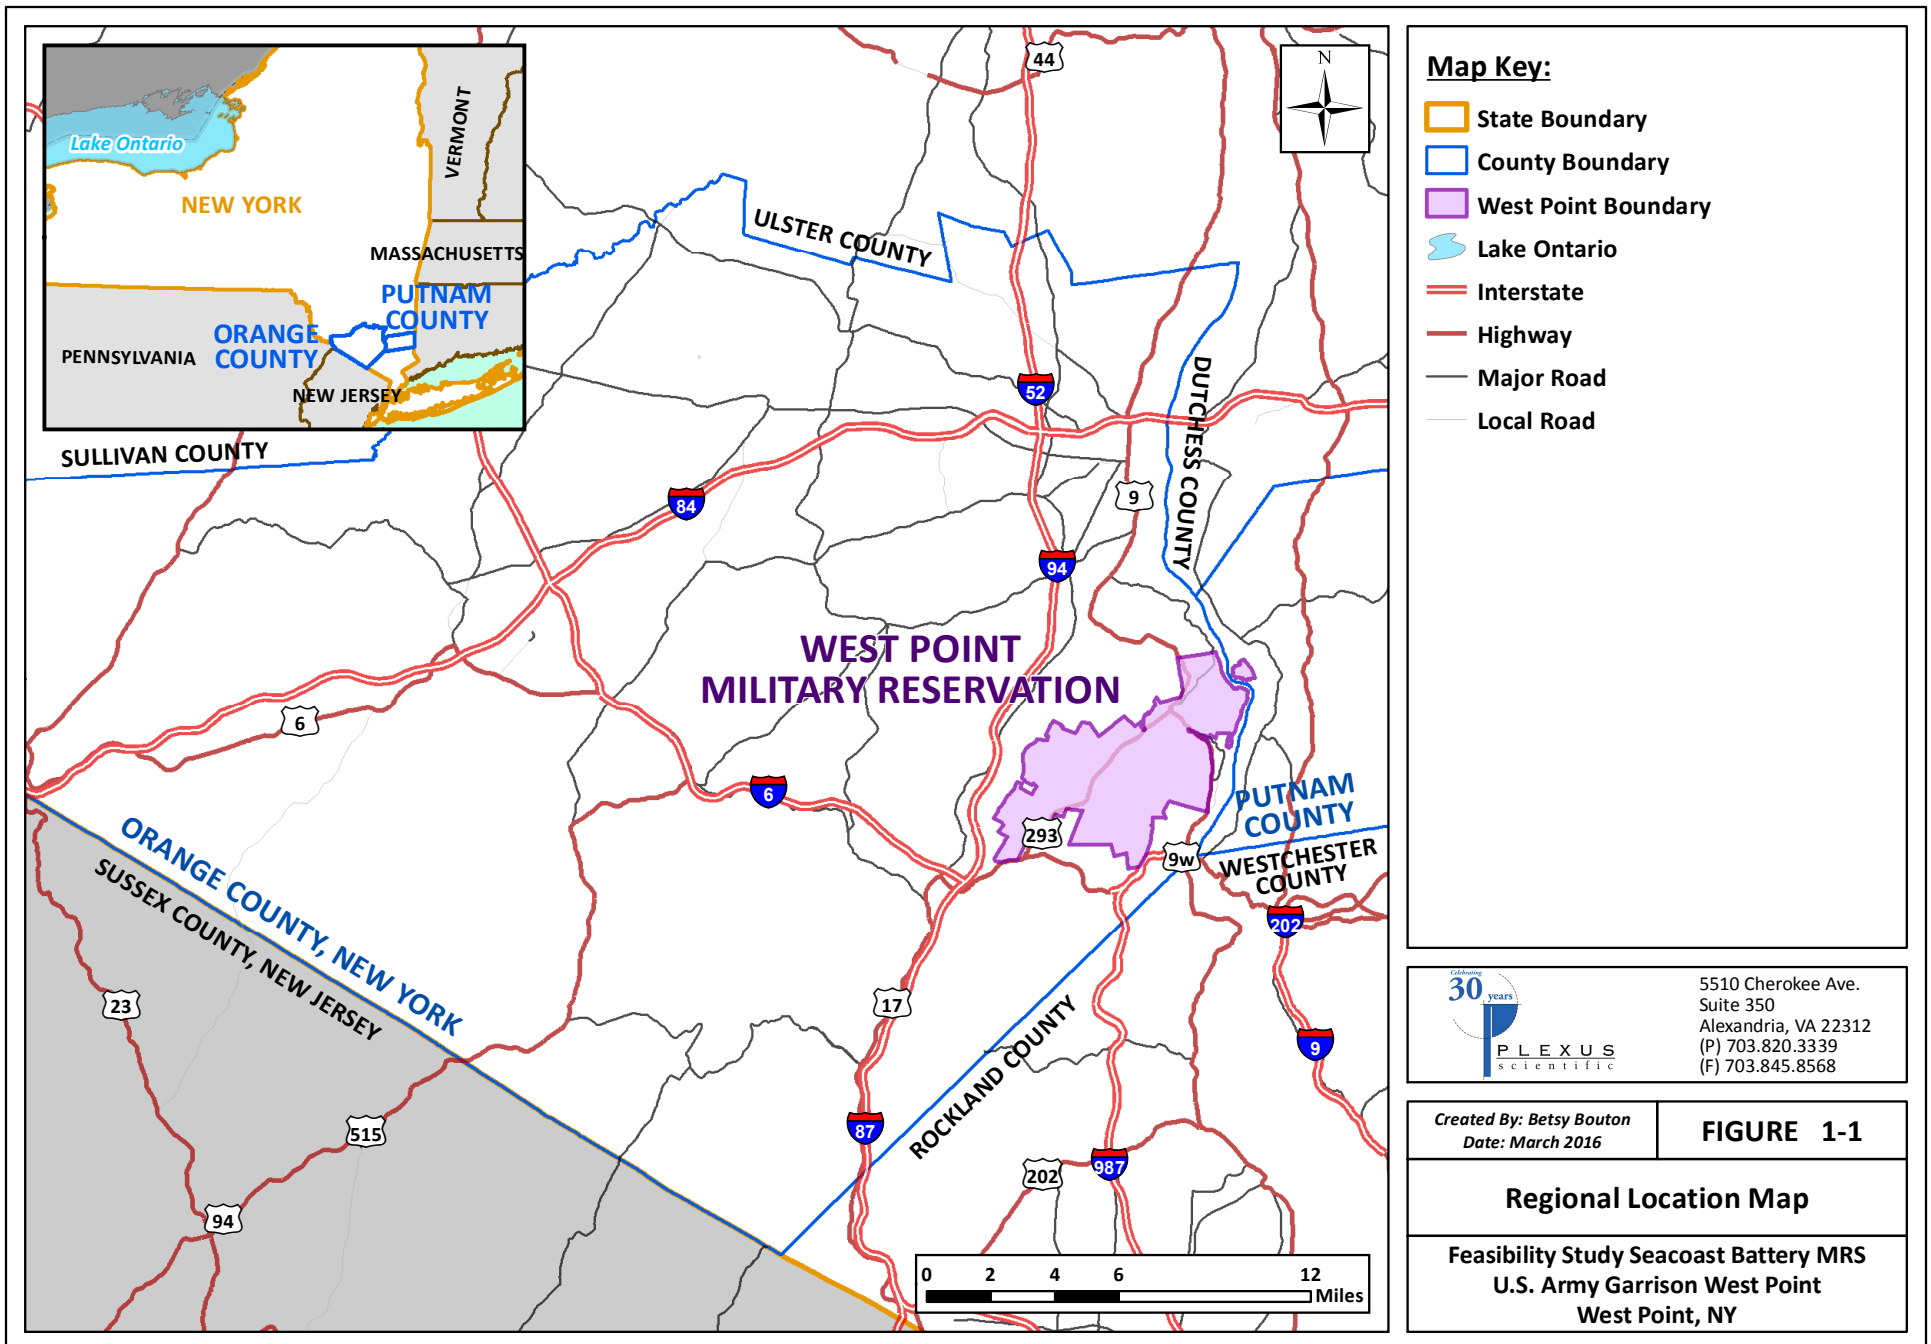 Lake Ontario
NEW YORK
VERMONT
MASSACHUSETTS
PUTNAM
COUNTY
ORANGE
COUNTY
PENNSYLVANIA
NEW JERSEY
N
44
ULSTER COUNTY
52
DUTCHESS COUNTY
SULLIVAN COUNTY
84
9
94
WEST POINT
MILITARY RESERVATION
6
6
293
9w
PUTNAM
COUNTY
WESTCHESTER
COUNTY
202
ORANGE COUNTY, NEW YORK
SUSSEX COUNTY, NEW JERSEY
23
17
9
ROCKLAND COUNTY
515
87
202
987
94
0 2 4 6 12
Miles
Map Key:
State Boundary
County Boundary
West Point Boundary
Lake Ontario
Interstate
Highway
Major Road
Local Road
Celebrating
30 years
PLEXUS
scientific
5510 Cherokee Ave.
Suite 350
Alexandria, VA 22312
(P) 703.820.3339
(F) 703.845.8568
Created By: Betsy Bouton
Date: March 2016
FIGURE 1-1
Regional Location Map
Feasibility Study Seacoast Battery MRS
U.S. Army Garrison West Point
West Point, NY